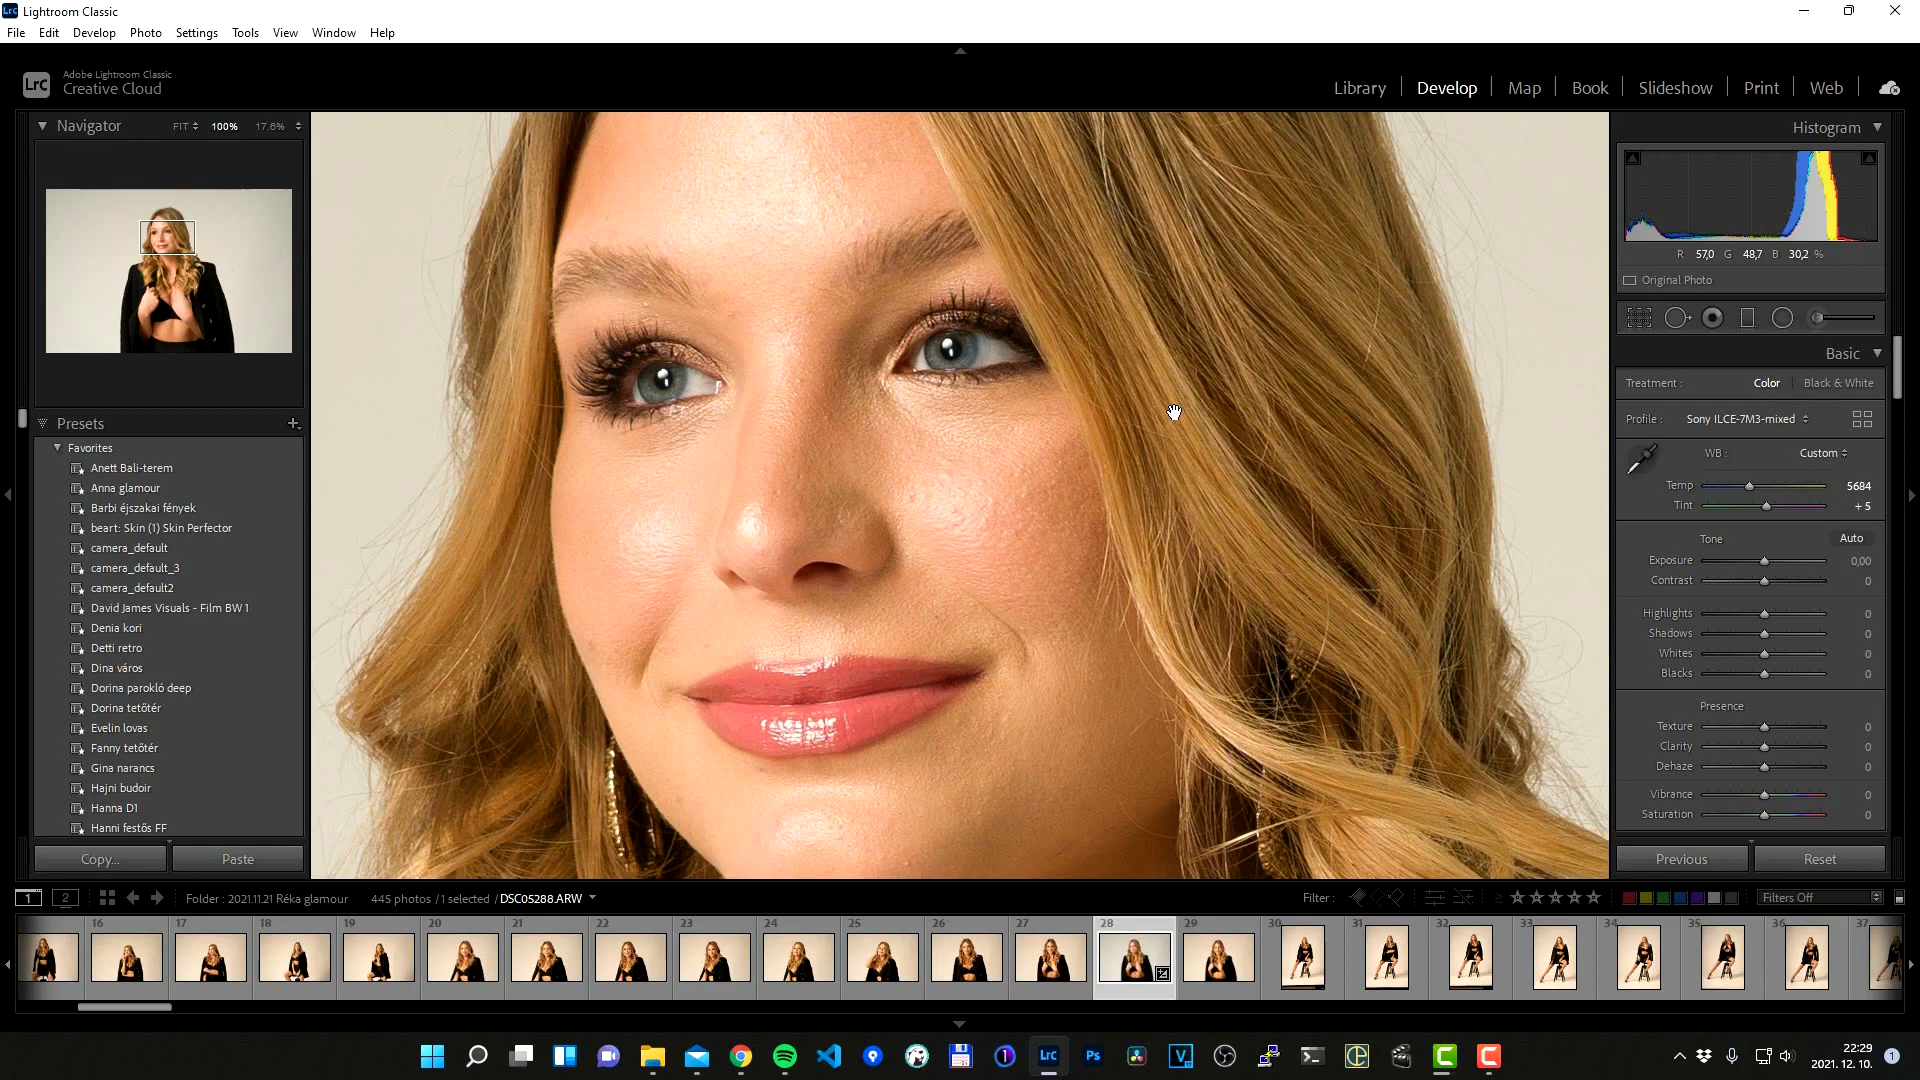 Lightroom Classic
File Edit Develop Photo Settings Tools View Window Help
Adobe Lightroom Classic
Creative Cloud
Library Develop Map Book Slideshow Print Web
Navigator FIT 100% 17.6%
Histogram
R 57,0 G 48,7 B 30,2 %
Original Photo
Basic
Treatment : Color Black & White
Profile : Sony ILCE-7M3-mixed
WB : Custom
Temp 5684
Tint + 5
Tone Auto
Exposure 0,00
Contrast 0
Highlights 0
Shadows 0
Whites 0
Blacks 0
Presence
Texture 0
Clarity 0
Dehaze 0
Vibrance 0
Saturation 0
Previous Reset
Presets
Favorites
Anett Bali-terem
Anna glamour
Barbi éjszakai fények
beart: Skin (1) Skin Perfector
camera_default
camera_default_3
camera_default2
David James Visuals - Film BW 1
Denia kori
Detti retro
Dina város
Dorina parokló deep
Dorina tetőtér
Evelin lovas
Fanny tetőtér
Gina narancs
Hajni budoir
Hanna D1
Hanni festős FF
Copy... Paste
1 2 Folder : 2021.11.21 Réka glamour 445 photos / 1 selected / DSC05288.ARW Filter : Filters Off
16 17 18 19 20 21 22 23 24 25 26 27 28 29 30 31 32 33 34 35 36 37
LrC Ps
22:29
2021. 12. 10. 1